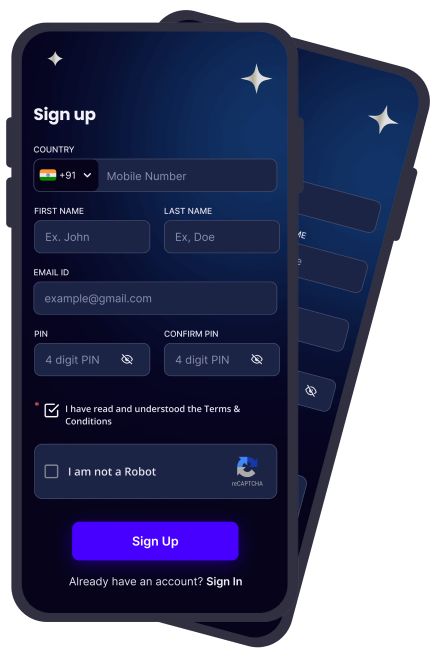 Sign up
COUNTRY
+91 Mobile Number
FIRST NAME LAST NAME
Ex. John Ex, Doe
EMAIL ID
example@gmail.com
PIN CONFIRM PIN
4 digit PIN 4 digit PIN
* I have read and understood the Terms &
Conditions
I am not a Robot
reCAPTCHA
Sign Up
Already have an account? Sign In
ME
e